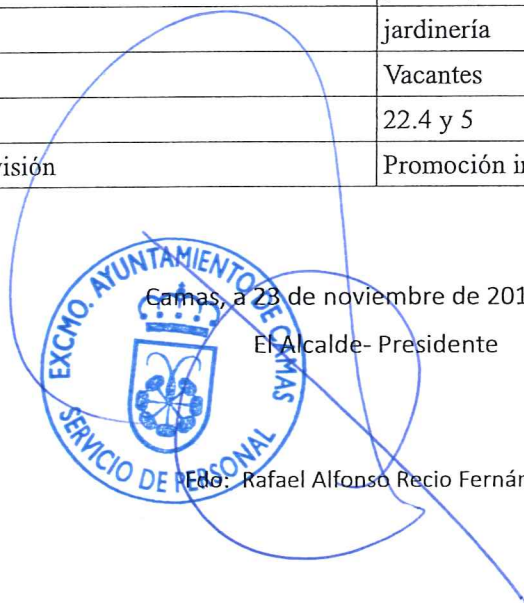 jardinería
Vacantes
22.4 y 5
visión Promoción in
Camas, a 23 de noviembre de 201
El Alcalde- Presidente
EXCMO. AYUNTAMIENTO DE CAMAS
SERVICIO DE PERSONAL
Fdo: Rafael Alfonso Recio Fernán